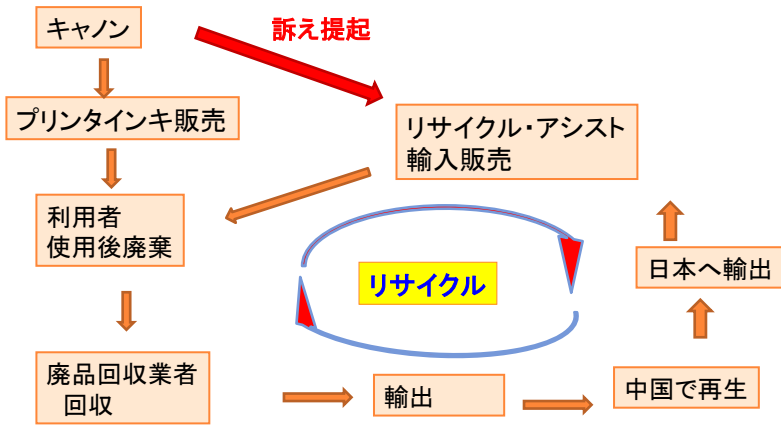 キャノン
訴え提起
プリンタインキ販売
リサイクル・アシスト
輸入販売
利用者
使用後廃棄
リサイクル
日本へ輸出
廃品回収業者
回収
輸出
中国で再生